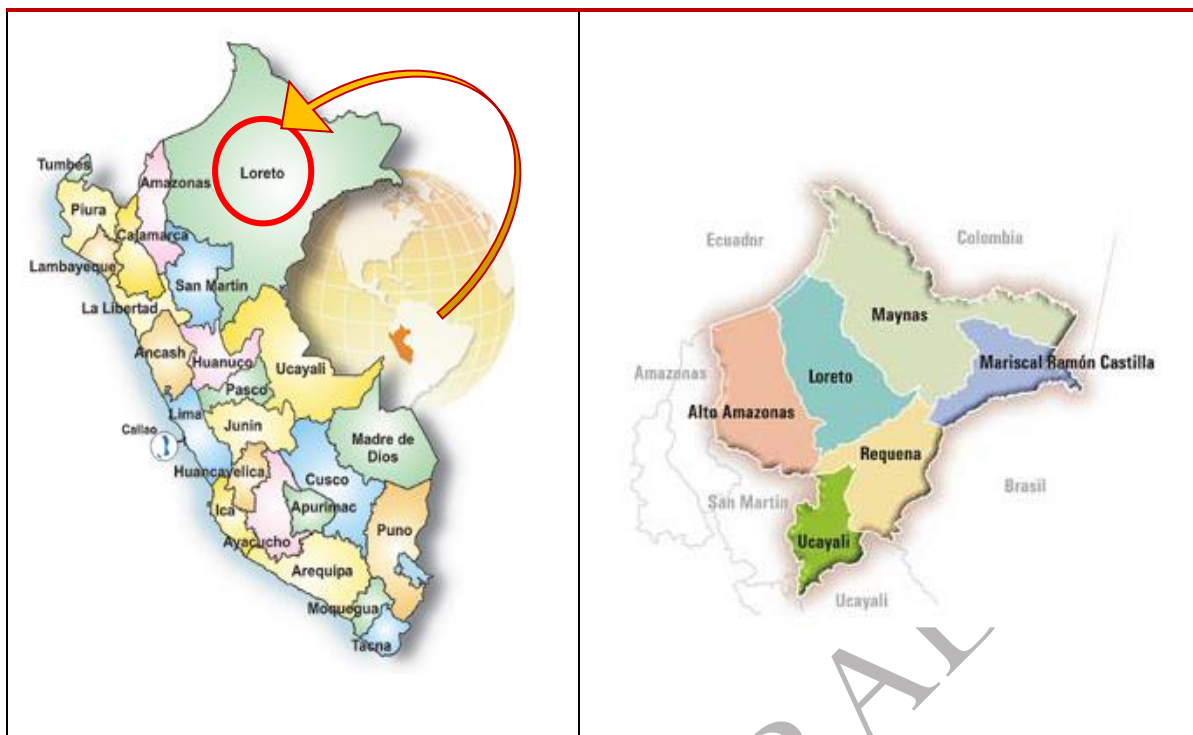 Tumbes
Amazonas
Loreto
Piura
Cajamarca
Lambayeque
San Martin
La Libertad
Ancash
Huanuco
Ucayali
Pasco
Lima
Junin
Callao
Madre de
Dios
Huancavelica
Cusco
Ica
Apurimac
Puno
Ayacucho
Arequipa
Moquegua
Tacna
Ecuador
Colombia
Maynas
Amazonas
Loreto
Mariscal Ramón Castilla
Alto Amazonas
Requena
San Martin
Brasil
Ucayali
Ucayali